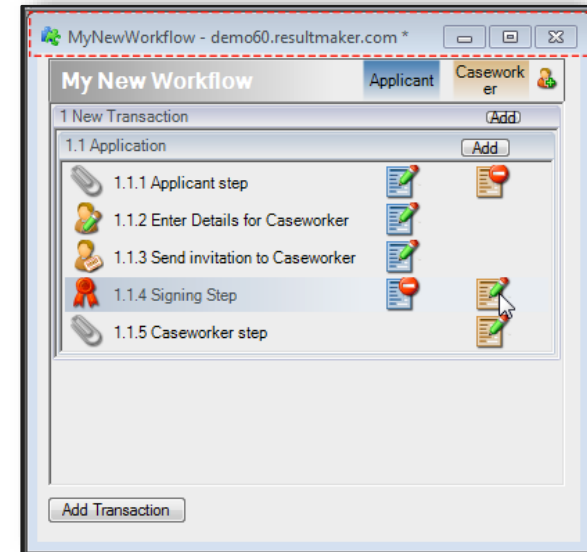 MyNewWorkflow - demo60.resultmaker.com *
My New Workflow Applicant Casework
er
1 New Transaction Add
1.1 Application Add
1.1.1 Applicant step
1.1.2 Enter Details for Caseworker
1.1.3 Send invitation to Caseworker
1.1.4 Signing Step
1.1.5 Caseworker step
Add Transaction